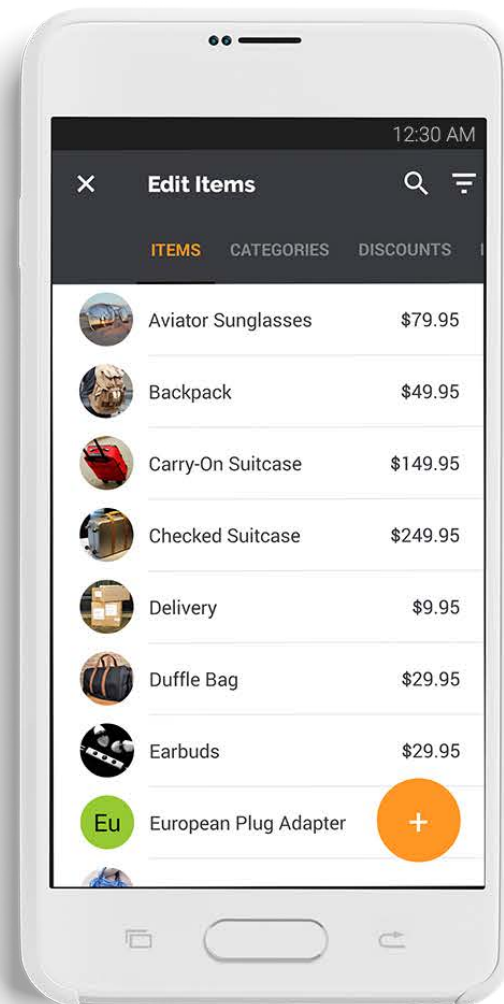 12:30 AM
Edit Items
ITEMS CATEGORIES DISCOUNTS
Aviator Sunglasses $79.95
Backpack $49.95
Carry-On Suitcase $149.95
Checked Suitcase $249.95
Delivery $9.95
Duffle Bag $29.95
Earbuds $29.95
Eu European Plug Adapter
+